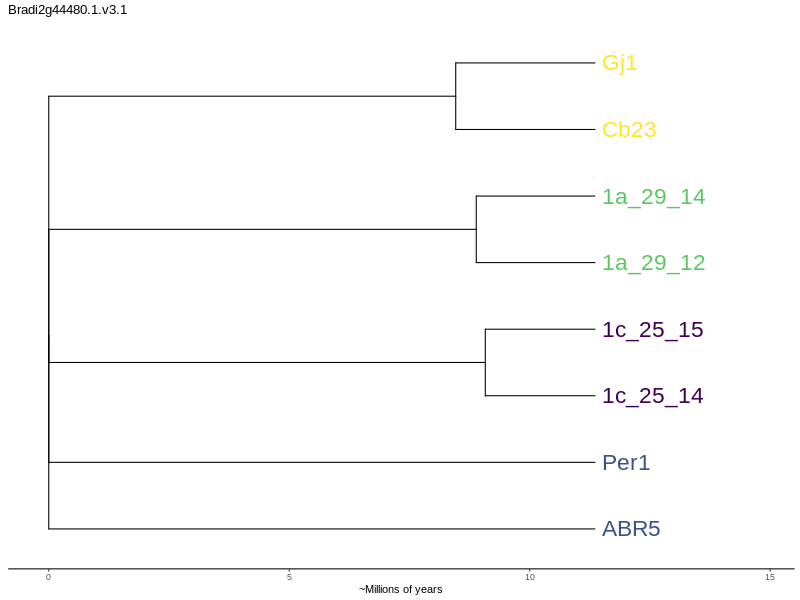 Bradi2g44480.1.v3.1
Gj1
Cb23
1a_29_14
1a_29_12
1c_25_15
1c_25_14
Per1
ABR5
0 5 10 15
~Millions of years